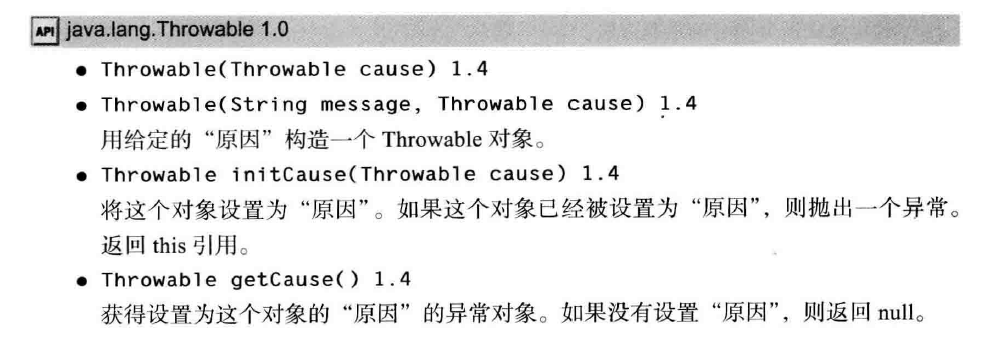 API java.lang.Throwable 1.0
● Throwable(Throwable cause) 1.4
● Throwable(String message, Throwable cause) 1.4
用给定的“原因”构造一个 Throwable 对象。
● Throwable initCause(Throwable cause) 1.4
将这个对象设置为“原因”。如果这个对象已经被设置为“原因”，则抛出一个异常。
返回 this 引用。
● Throwable getCause() 1.4
获得设置为这个对象的“原因”的异常对象。如果没有设置“原因”，则返回 null。